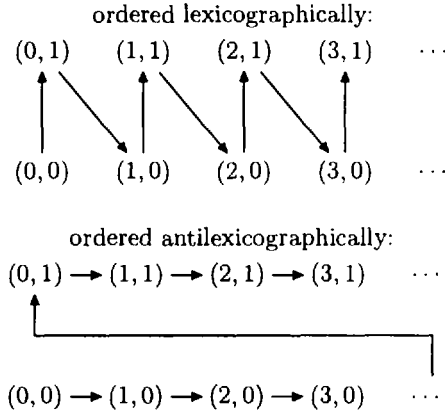 ordered lexicographically:
(0, 1) (1, 1) (2, 1) (3, 1) ...
(0, 0) (1, 0) (2, 0) (3, 0) ...
ordered antilexicographically:
(0, 1) (1, 1) (2, 1) (3, 1) ...
(0, 0) (1, 0) (2, 0) (3, 0) ...